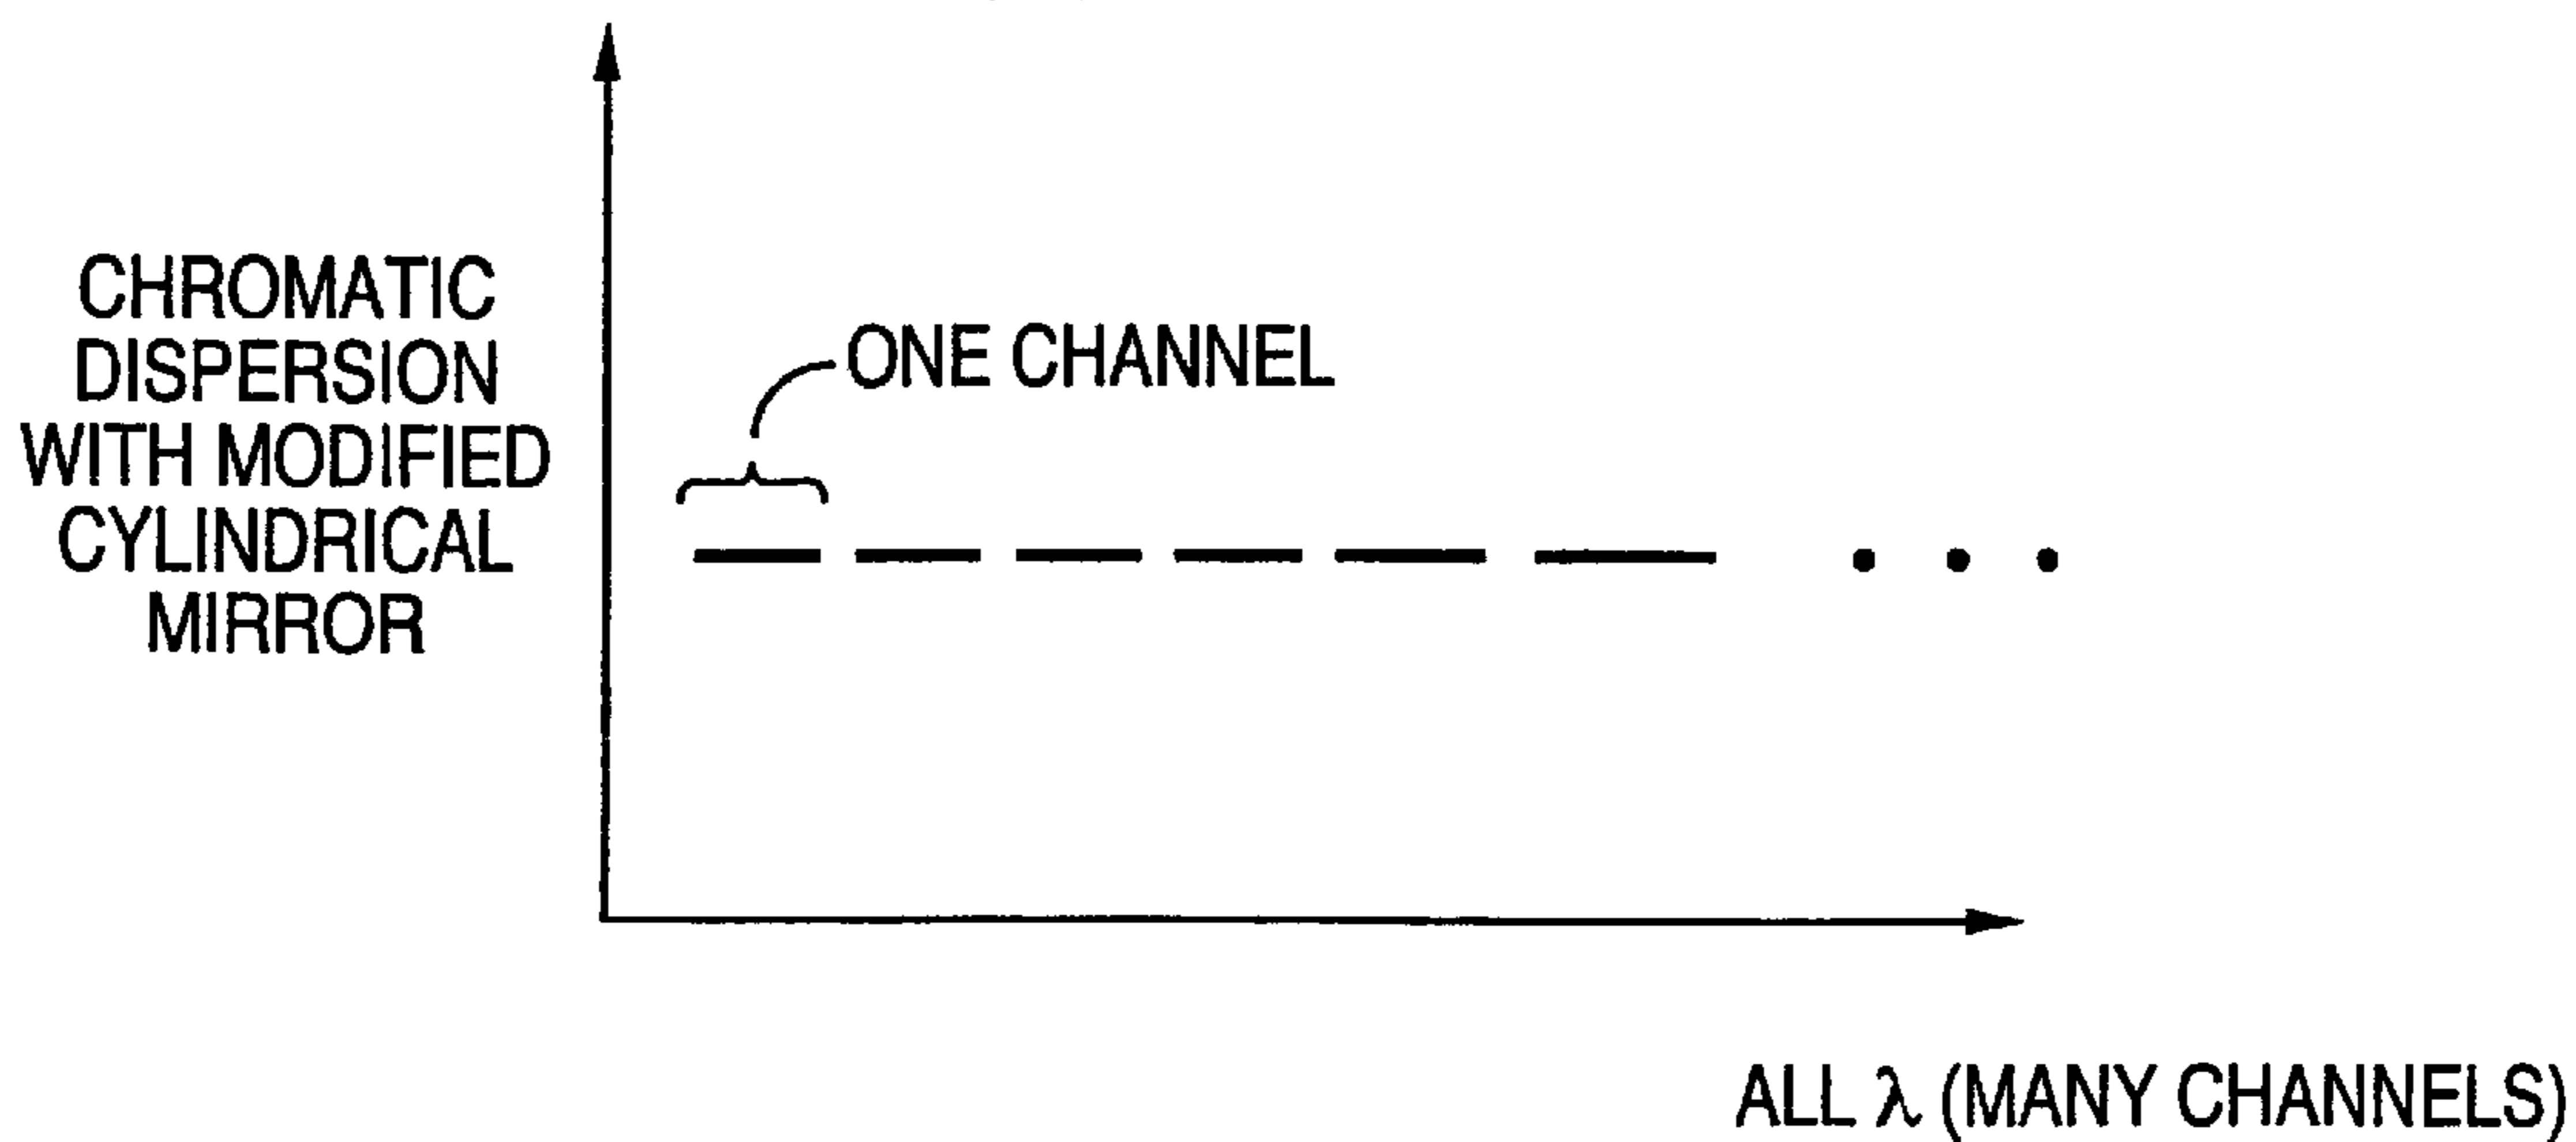 CHROMATIC
DISPERSION
WITH MODIFIED
CYLINDRICAL
MIRROR
ONE CHANNEL
ALL λ (MANY CHANNELS)